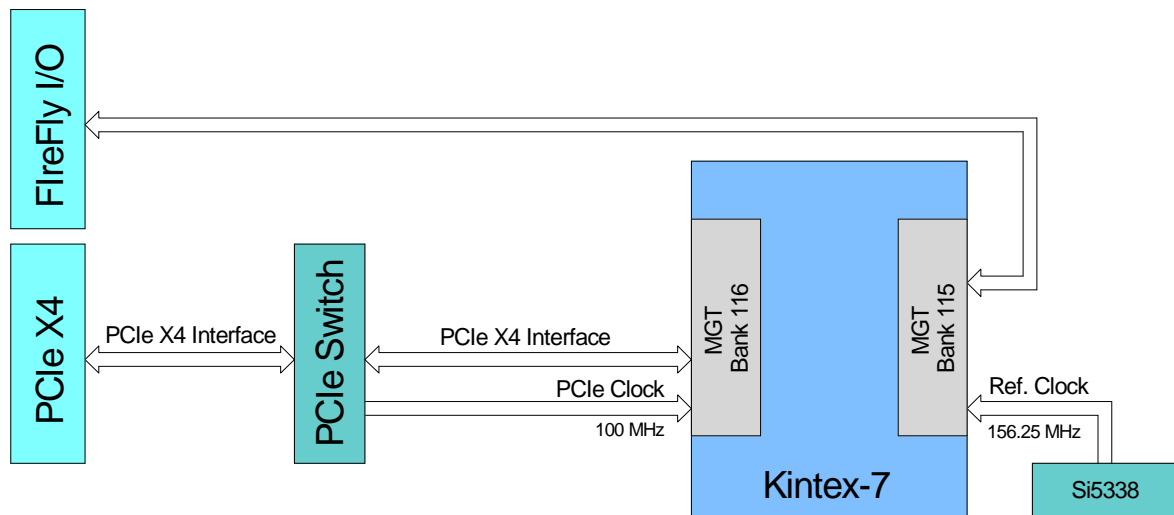 FIreFly I/O
PCIe X4
PCIe X4 Interface
PCIe Switch
PCIe X4 Interface
PCIe Clock
100 MHz
MGT
Bank 116
MGT
Bank 115
Ref. Clock
156.25 MHz
Kintex-7
Si5338